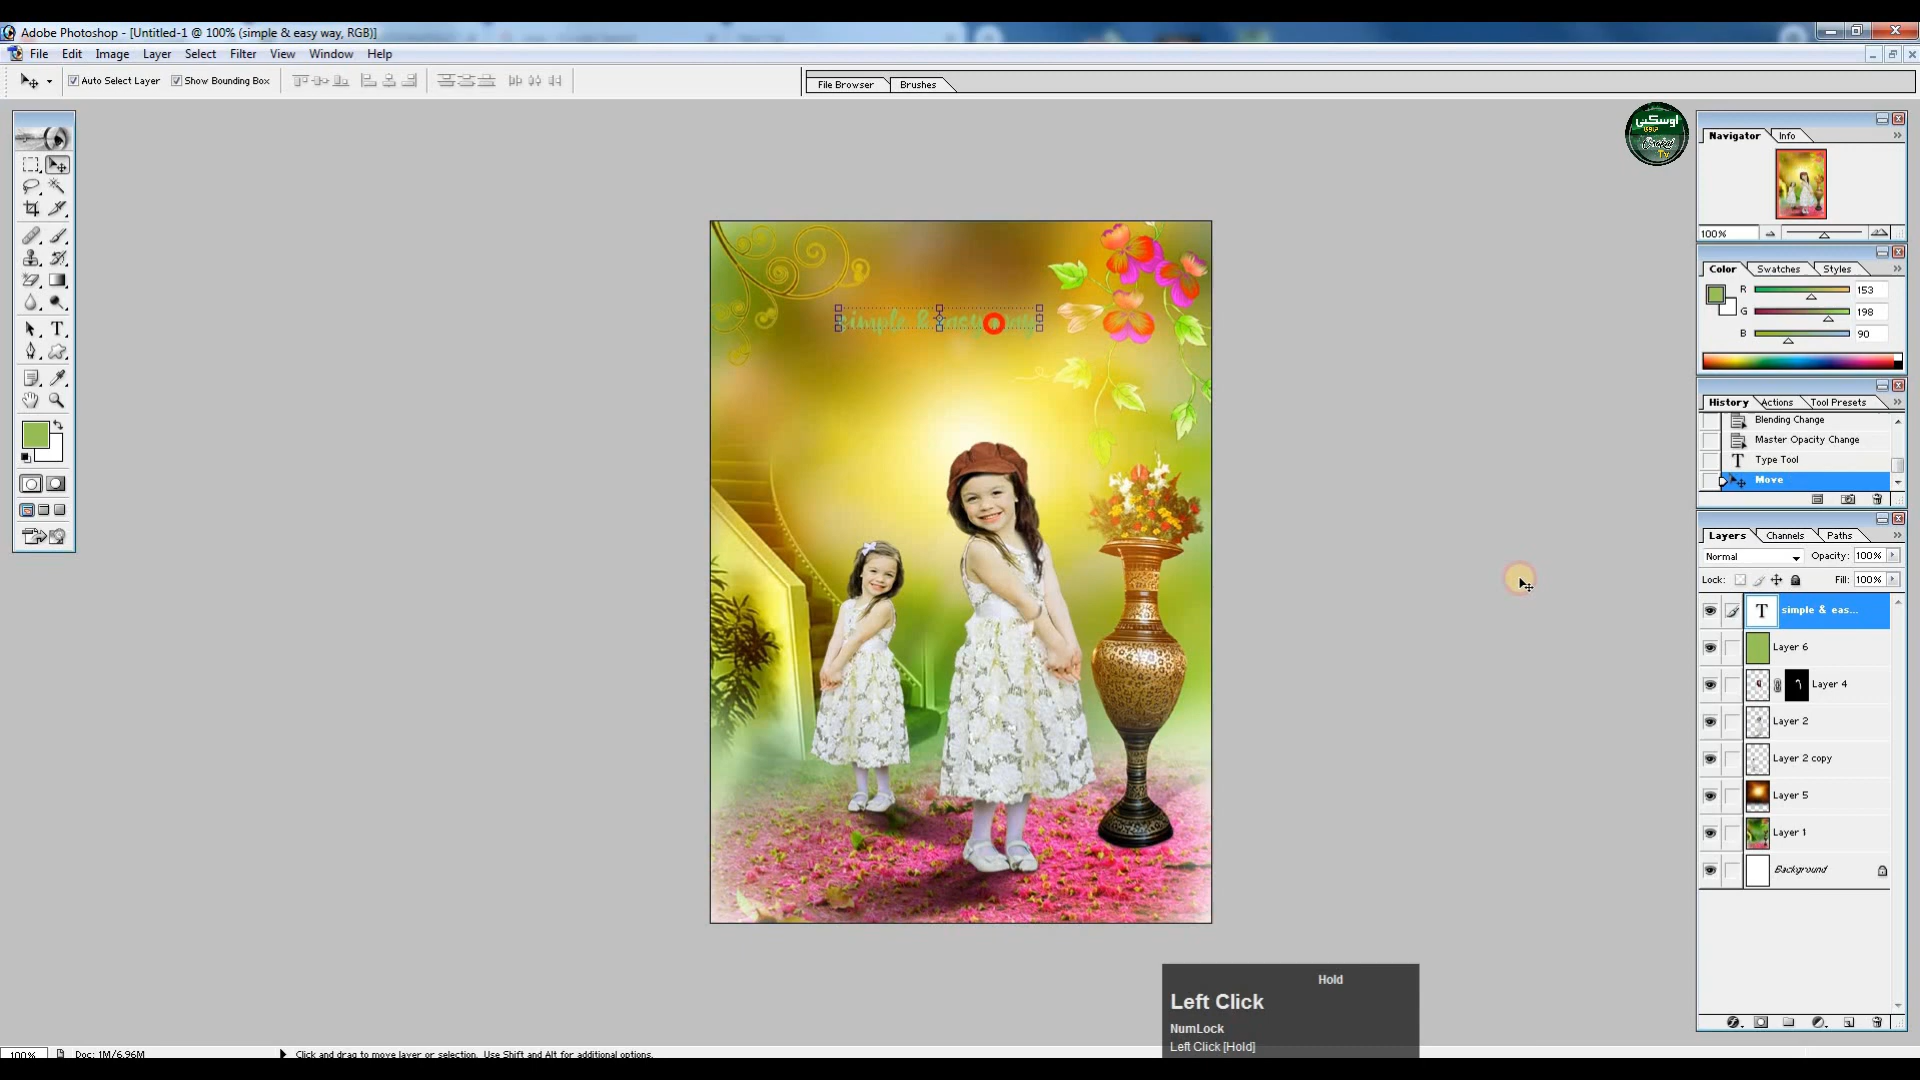 Adobe Photoshop - [Untitled-1 @ 100% (simple & easy way, RGB)]
File Edit Image Layer Select Filter View Window Help
Auto Select Layer Show Bounding Box
File Browser Brushes
اوسکی
Tv
Navigator Info
100%
Color Swatches Styles
R 153
G 198
B 90
History Actions Tool Presets
Blending Change
Master Opacity Change
Type Tool
Move
Layers Channels Paths
Normal Opacity: 100%
Lock: Fill: 100%
simple & eas...
Layer 6
Layer 4
Layer 2
Layer 2 copy
Layer 5
Layer 1
Background
simple &
Hold
Left Click
NumLock
Left Click [Hold]
100% Doc: 1M/6.96M Click and drag to move layer or selection. Use Shift and Alt for additional options.